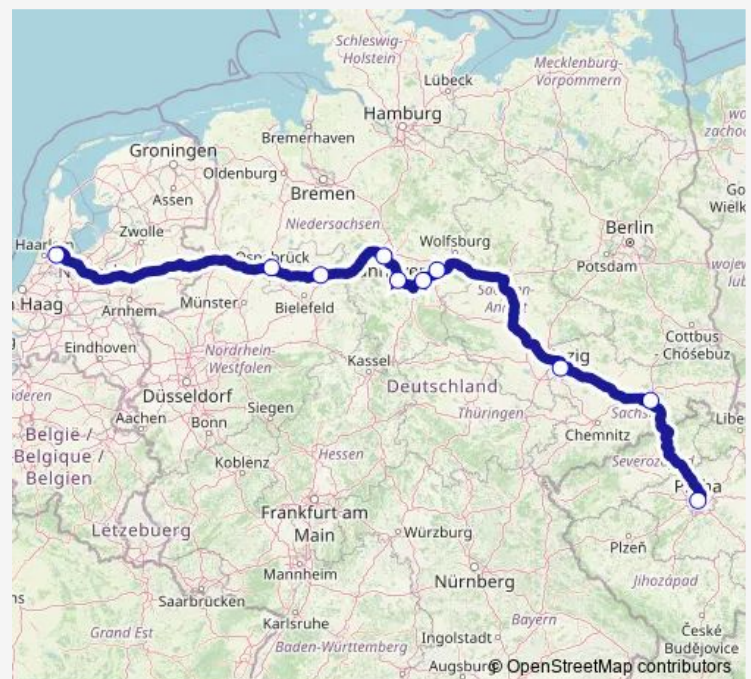 Schleswig-
Holstein
Mecklenburg-
Vorpommern
Lübeck
Hamburg
Bremerhaven
Groningen
Oldenburg
Assen
Bremen
Niedersachsen
Zwolle
Berlin
Wolfsburg
Potsdam
Haag
Arnhem
Münster
Bielefeld
Cottbus -
Chóśebuz
Eindhoven
Nordrhein-
Westfalen
Kassel
Deutschland
Düsseldorf
Siegen
Thüringen
Aachen
Bonn
Chemnitz
België /
Belgique /
Belgien
Koblenz
Hessen
Frankfurt am
Main
Lëtzebuerg
Würzburg
Plzeň
Mannheim
Nürnberg
Jihozápad
Saarbrücken
Karlsruhe
Grand Est
Bayern
České
Budějovice
Baden-Württemberg
Ingolstadt
Augsburg
© OpenStreetMap contributors